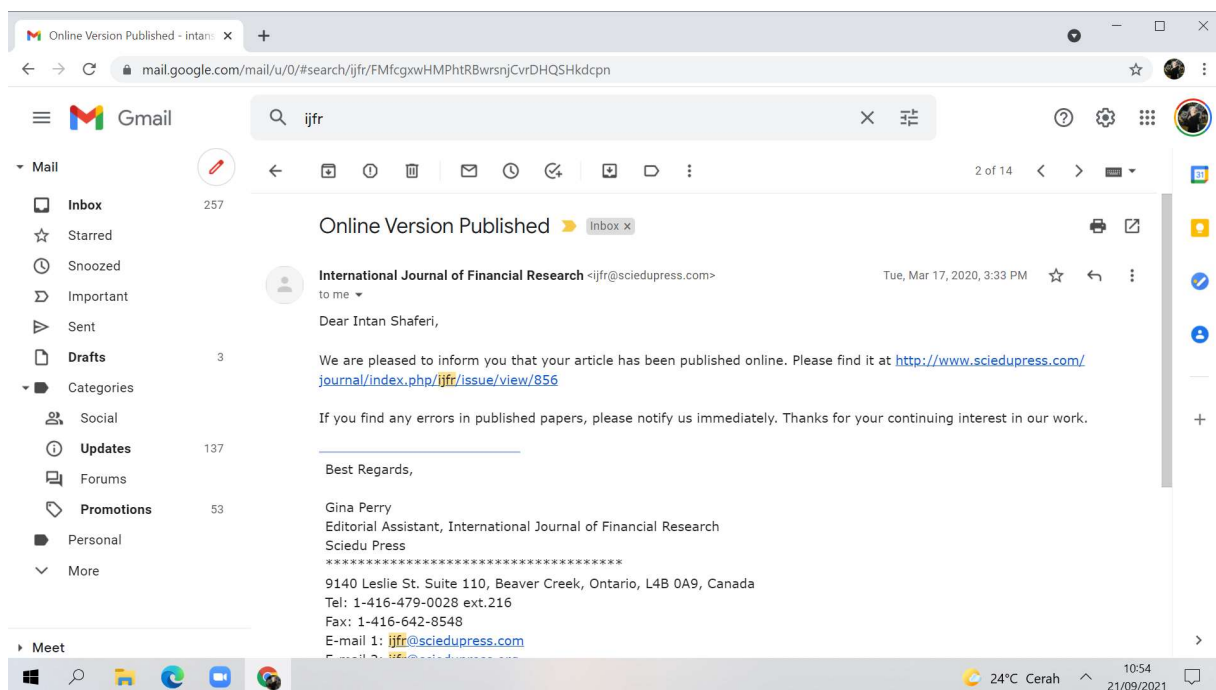 Online Version Published - intans
mail.google.com/mail/u/0/#search/ijfr/FMfcgxwHMPhtRBwrsnjCvrDHQSHkdcpn
Gmail
ijfr
Mail
2 of 14
Inbox 257
Starred
Snoozed
Important
Sent
Drafts 3
Categories
Social
Updates 137
Forums
Promotions 53
Personal
More
Meet
Online Version Published Inbox x
International Journal of Financial Research <ijfr@sciedupress.com> Tue, Mar 17, 2020, 3:33 PM
to me
Dear Intan Shaferi,
We are pleased to inform you that your article has been published online. Please find it at http://www.sciedupress.com/
journal/index.php/ijfr/issue/view/856
If you find any errors in published papers, please notify us immediately. Thanks for your continuing interest in our work.
Best Regards,
Gina Perry
Editorial Assistant, International Journal of Financial Research
Sciedu Press
*************************************
9140 Leslie St. Suite 110, Beaver Creek, Ontario, L4B 0A9, Canada
Tel: 1-416-479-0028 ext.216
Fax: 1-416-642-8548
E-mail 1: ijfr@sciedupress.com
31
24°C Cerah
10:54
21/09/2021